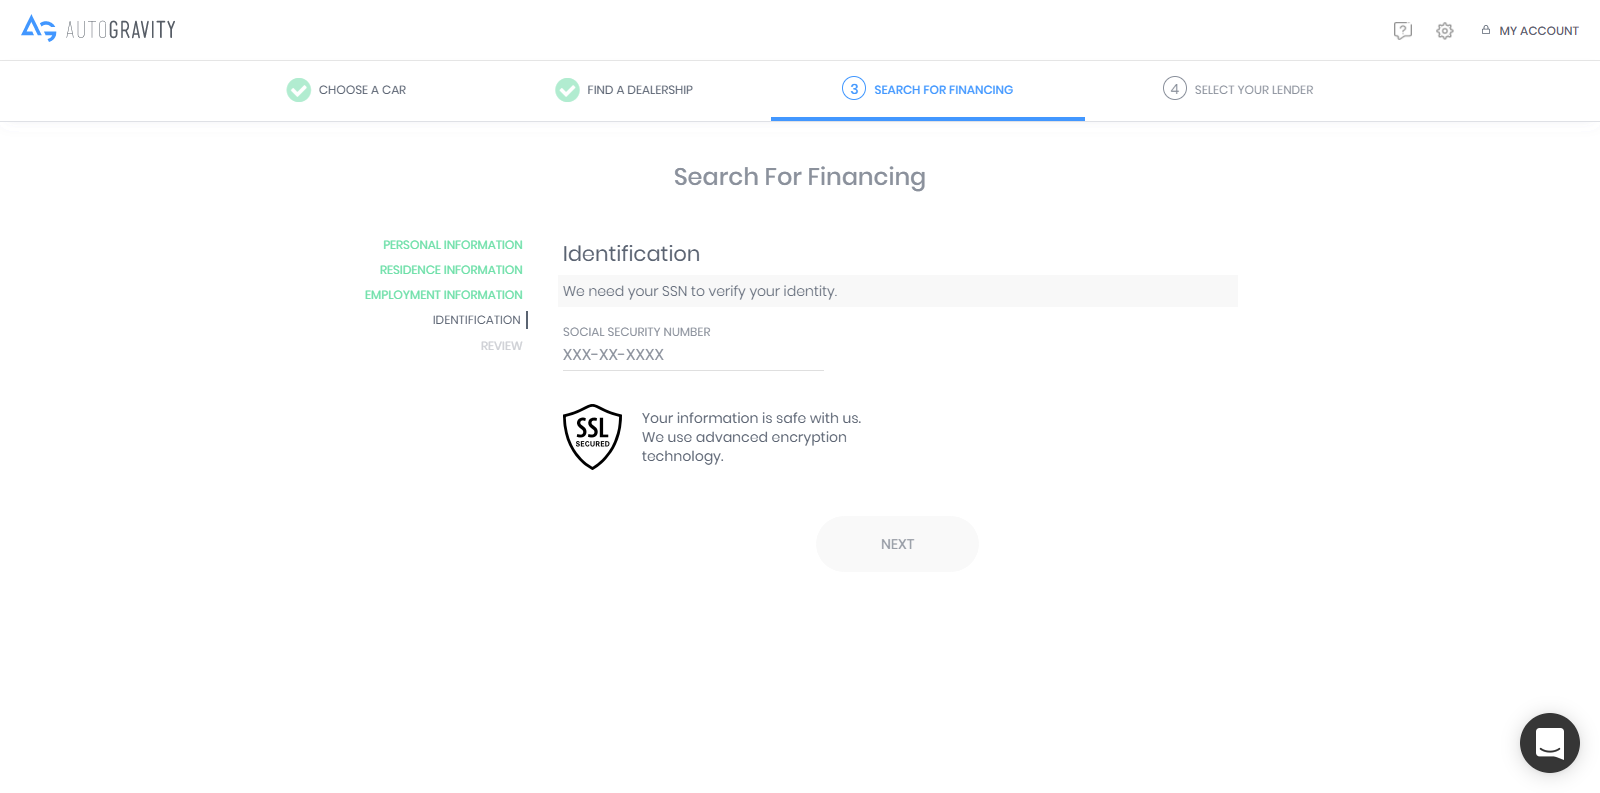 AUTOGRAVITY
MY ACCOUNT
CHOOSE A CAR
FIND A DEALERSHIP
3 SEARCH FOR FINANCING
4 SELECT YOUR LENDER
Search For Financing
PERSONAL INFORMATION
RESIDENCE INFORMATION
EMPLOYMENT INFORMATION
IDENTIFICATION
REVIEW
Identification
We need your SSN to verify your identity.
SOCIAL SECURITY NUMBER
XXX-XX-XXXX
SSL
SECURED
Your information is safe with us.
We use advanced encryption
technology.
NEXT